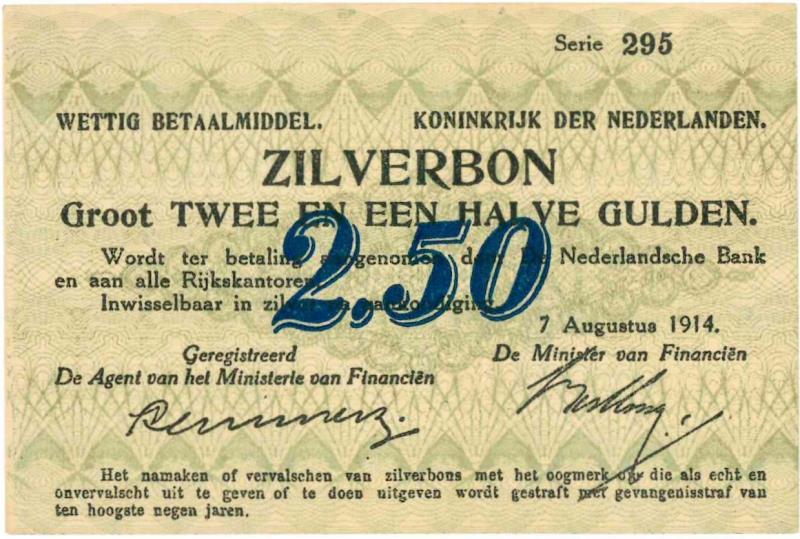 Serie 295
WETTIG BETAALMIDDEL. KONINKRIJK DER NEDERLANDEN.
ZILVERBON
Groot TWEE EN EEN HALVE GULDEN.
2,50
Wordt ter betaling aangenomen door De Nederlandsche Bank
en aan alle Rijkskantoren.
Inwisselbaar in zilver na aankondiging.
7 Augustus 1914.
Geregistreerd
De Agent van het Ministerie van Financiën
De Minister van Financiën
Het namaken of vervalschen van zilverbons met het oogmerk om die als echt en
onvervalscht uit te geven of te doen uitgeven wordt gestraft met gevangenisstraf van
ten hoogste negen jaren.